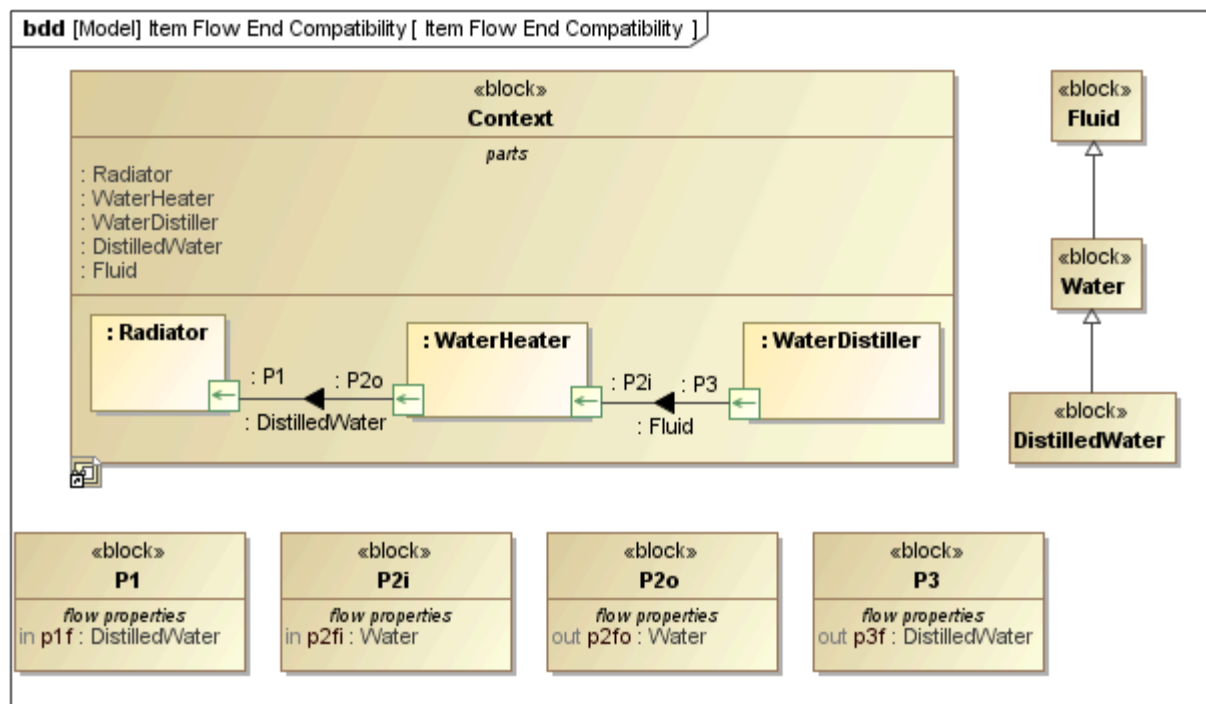 bdd [Model] Item Flow End Compatibility [ Item Flow End Compatibility ]
«block»
Context
parts
: Radiator
: WaterHeater
: WaterDistiller
: DistilledWater
: Fluid
: Radiator
: WaterHeater
: WaterDistiller
: P1
: P2o
: P2i
: P3
: DistilledWater
: Fluid
«block»
Fluid
«block»
Water
«block»
DistilledWater
«block»
P1
flow properties
in p1f : DistilledWater
«block»
P2i
flow properties
in p2fi : Water
«block»
P2o
flow properties
out p2fo : Water
«block»
P3
flow properties
out p3f : DistilledWater